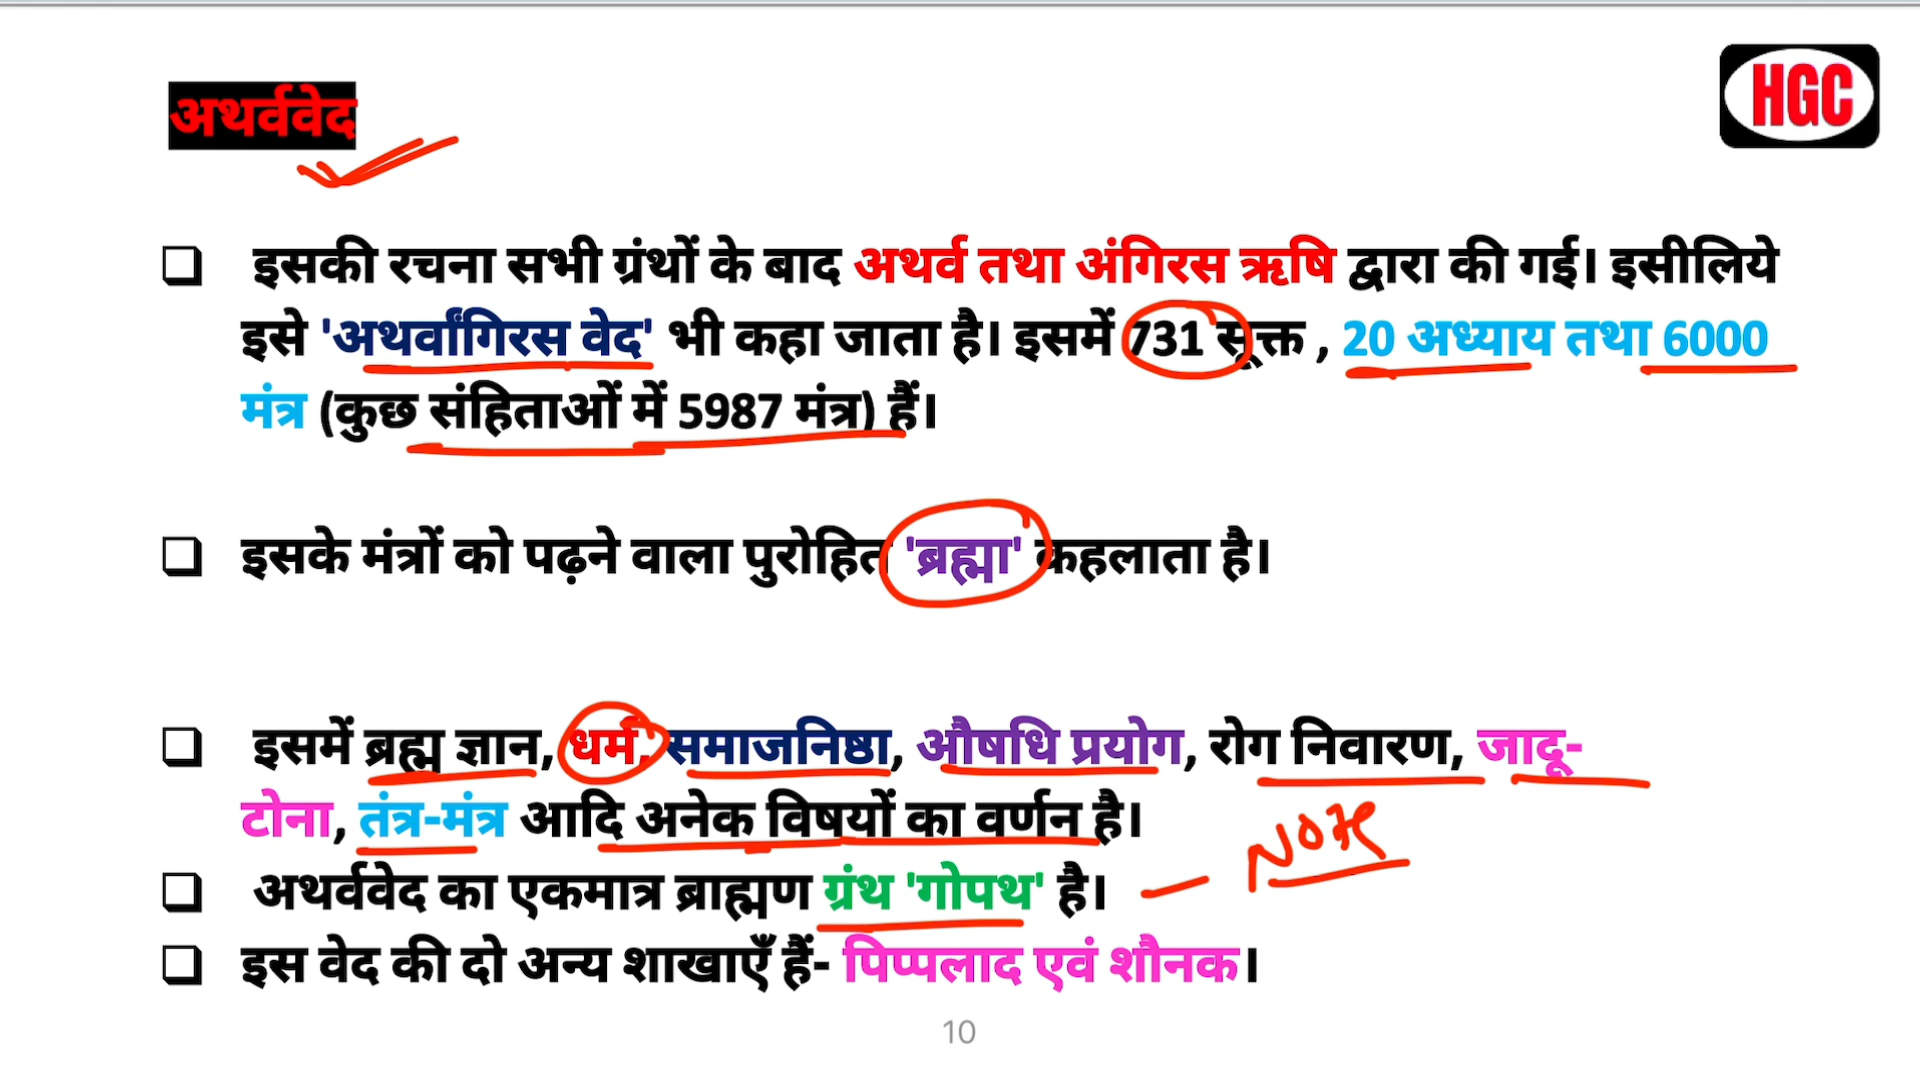 HGC
अथर्ववेद
❑ इसकी रचना सभी ग्रंथों के बाद अथर्व तथा अंगिरस ऋषि द्वारा की गई। इसीलिये
इसे 'अथर्वांगिरस वेद' भी कहा जाता है। इसमें 731 सूक्त , 20 अध्याय तथा 6000
मंत्र (कुछ संहिताओं में 5987 मंत्र) हैं।
❑ इसके मंत्रों को पढ़ने वाला पुरोहित 'ब्रह्मा' कहलाता है।
❑ इसमें ब्रह्म ज्ञान, धर्म, समाजनिष्ठा, औषधि प्रयोग, रोग निवारण, जादू-
टोना, तंत्र-मंत्र आदि अनेक विषयों का वर्णन है।
❑ अथर्ववेद का एकमात्र ब्राह्मण ग्रंथ 'गोपथ' है। — Note
❑ इस वेद की दो अन्य शाखाएँ हैं- पिप्पलाद एवं शौनक।
10